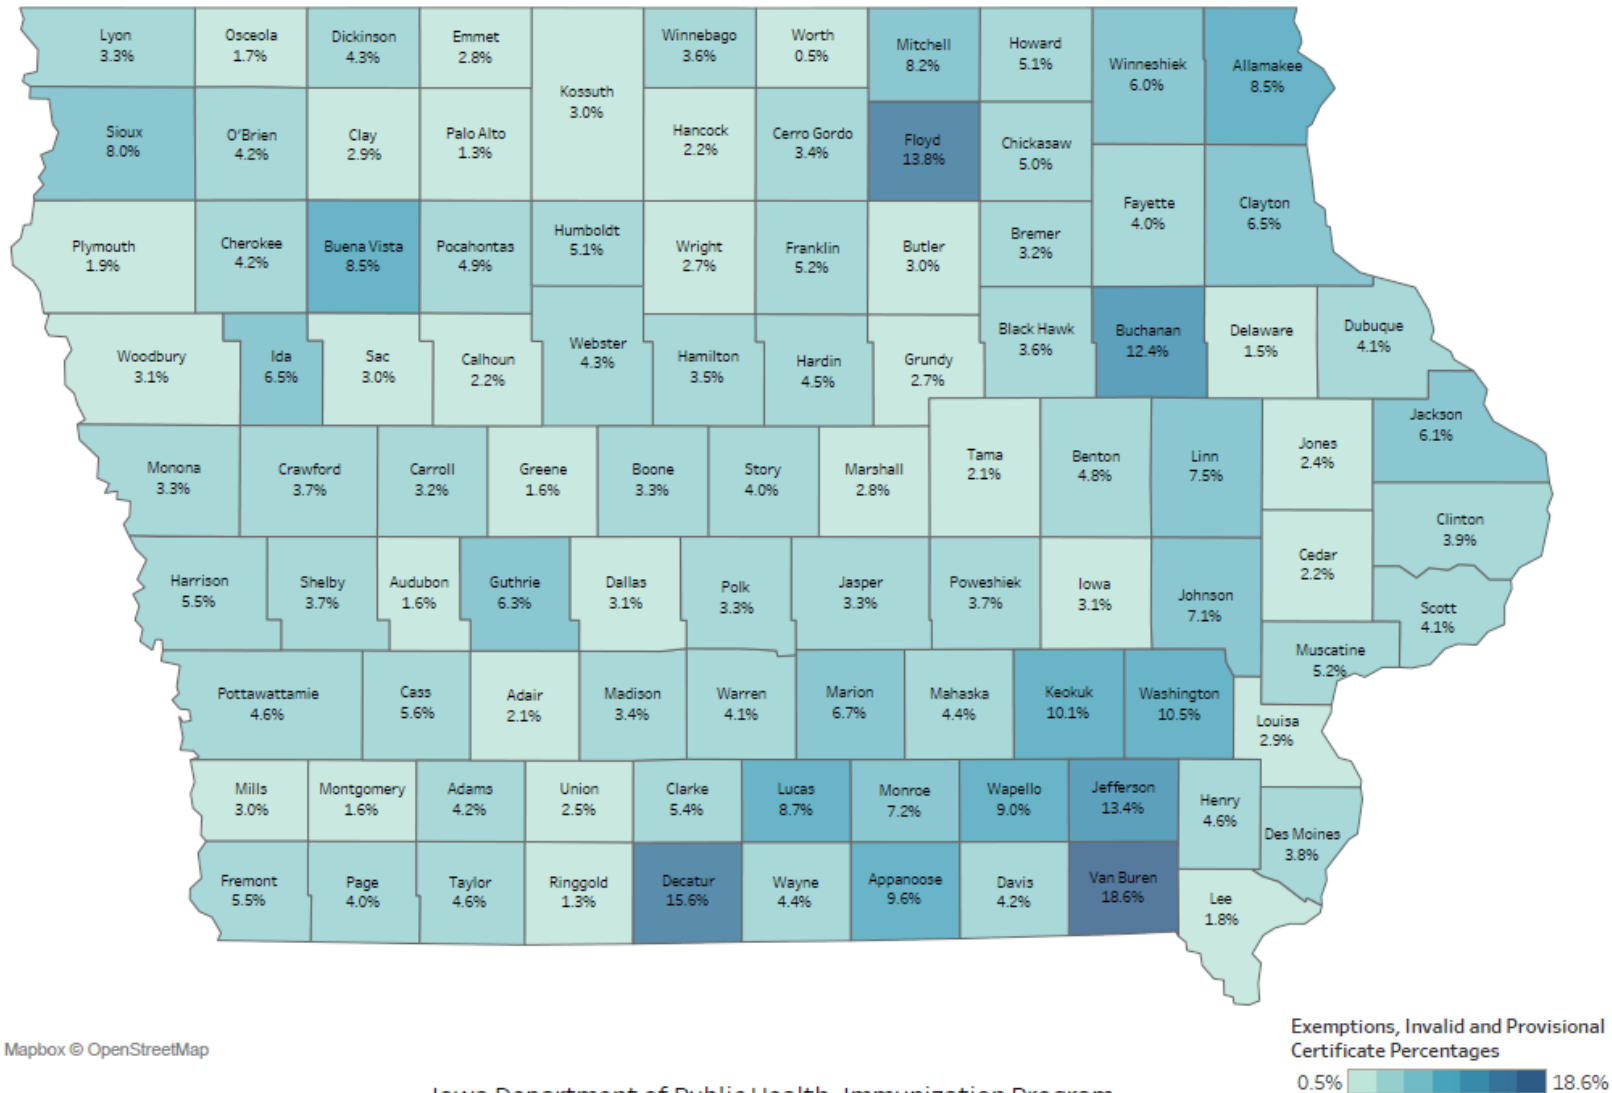 Lyon
3.3%
Osceola
1.7%
Dickinson
4.3%
Emmet
2.8%
Kossuth
3.0%
Winnebago
3.6%
Worth
0.5%
Mitchell
8.2%
Howard
5.1%
Winneshiek
6.0%
Allamakee
8.5%
Sioux
8.0%
O'Brien
4.2%
Clay
2.9%
Palo Alto
1.3%
Hancock
2.2%
Cerro Gordo
3.4%
Floyd
13.8%
Chickasaw
5.0%
Fayette
4.0%
Clayton
6.5%
Plymouth
1.9%
Cherokee
4.2%
Buena Vista
8.5%
Pocahontas
4.9%
Humboldt
5.1%
Wright
2.7%
Franklin
5.2%
Butler
3.0%
Bremer
3.2%
Woodbury
3.1%
Ida
6.5%
Sac
3.0%
Calhoun
2.2%
Webster
4.3%
Hamilton
3.5%
Hardin
4.5%
Grundy
2.7%
Black Hawk
3.6%
Buchanan
12.4%
Delaware
1.5%
Dubuque
4.1%
Monona
3.3%
Crawford
3.7%
Carroll
3.2%
Greene
1.6%
Boone
3.3%
Story
4.0%
Marshall
2.8%
Tama
2.1%
Benton
4.8%
Linn
7.5%
Jones
2.4%
Jackson
6.1%
Clinton
3.9%
Harrison
5.5%
Shelby
3.7%
Audubon
1.6%
Guthrie
6.3%
Dallas
3.1%
Polk
3.3%
Jasper
3.3%
Poweshiek
3.7%
Iowa
3.1%
Johnson
7.1%
Cedar
2.2%
Scott
4.1%
Muscatine
5.2%
Pottawattamie
4.6%
Cass
5.6%
Adair
2.1%
Madison
3.4%
Warren
4.1%
Marion
6.7%
Mahaska
4.4%
Keokuk
10.1%
Washington
10.5%
Louisa
2.9%
Mills
3.0%
Montgomery
1.6%
Adams
4.2%
Union
2.5%
Clarke
5.4%
Lucas
8.7%
Monroe
7.2%
Wapello
9.0%
Jefferson
13.4%
Henry
4.6%
Des Moines
3.8%
Fremont
5.5%
Page
4.0%
Taylor
4.6%
Ringgold
1.3%
Decatur
15.6%
Wayne
4.4%
Appanoose
9.6%
Davis
4.2%
Van Buren
18.6%
Lee
1.8%
Mapbox © OpenStreetMap
Exemptions, Invalid and Provisional
Certificate Percentages
0.5% 18.6%
Iowa Department of Public Health, Immunization Program